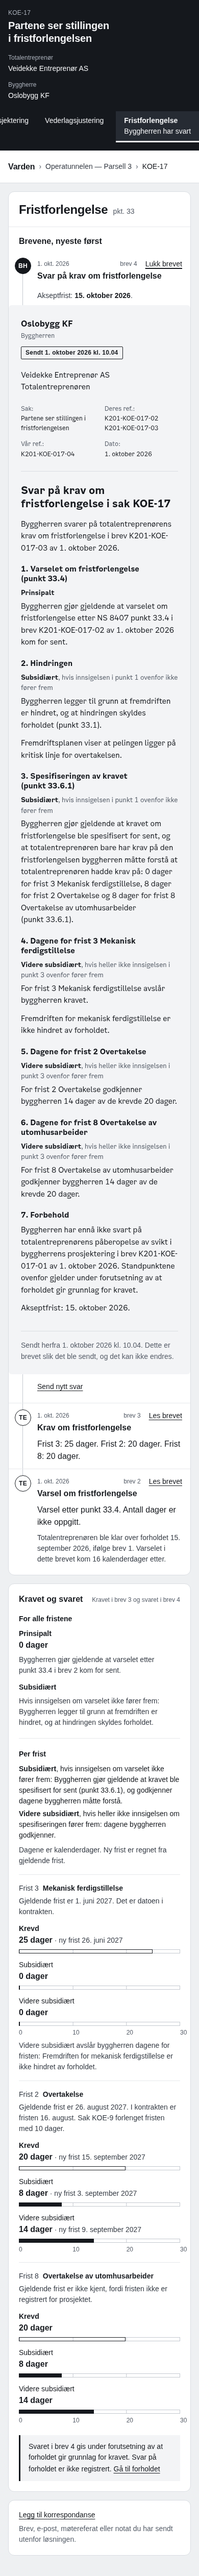 KOE-17
Partene ser stillingen
i fristforlengelsen
Totalentreprenør
Veidekke Entreprenør AS
Byggherre
Oslobygg KF
sjektering
Vederlagsjustering
Fristforlengelse
Byggherren har svart
Varden › Operatunnelen — Parsell 3 › KOE-17
Fristforlengelse pkt. 33
Brevene, nyeste først
BH
1. okt. 2026 brev 4 Lukk brevet
Svar på krav om fristforlengelse
Akseptfrist: 15. oktober 2026.
Oslobygg KF
Byggherren
Sendt 1. oktober 2026 kl. 10.04
Veidekke Entreprenør AS
Totalentreprenøren
Sak:
Partene ser stillingen i
fristforlengelsen
Deres ref.:
K201-KOE-017-02
K201-KOE-017-03
Vår ref.:
K201-KOE-017-04
Dato:
1. oktober 2026
Svar på krav om
fristforlengelse i sak KOE-17
Byggherren svarer på totalentreprenørens
krav om fristforlengelse i brev K201-KOE-
017-03 av 1. oktober 2026.
1. Varselet om fristforlengelse
(punkt 33.4)
Prinsipalt
Byggherren gjør gjeldende at varselet om
fristforlengelse etter NS 8407 punkt 33.4 i
brev K201-KOE-017-02 av 1. oktober 2026
kom for sent.
2. Hindringen
Subsidiært, hvis innsigelsen i punkt 1 ovenfor ikke
fører frem
Byggherren legger til grunn at fremdriften
er hindret, og at hindringen skyldes
forholdet (punkt 33.1).
Fremdriftsplanen viser at pelingen ligger på
kritisk linje for overtakelsen.
3. Spesifiseringen av kravet
(punkt 33.6.1)
Subsidiært, hvis innsigelsen i punkt 1 ovenfor ikke
fører frem
Byggherren gjør gjeldende at kravet om
fristforlengelse ble spesifisert for sent, og
at totalentreprenøren bare har krav på den
fristforlengelsen byggherren måtte forstå at
totalentreprenøren hadde krav på: 0 dager
for frist 3 Mekanisk ferdigstillelse, 8 dager
for frist 2 Overtakelse og 8 dager for frist 8
Overtakelse av utomhusarbeider
(punkt 33.6.1).
4. Dagene for frist 3 Mekanisk
ferdigstillelse
Videre subsidiært, hvis heller ikke innsigelsen i
punkt 3 ovenfor fører frem
For frist 3 Mekanisk ferdigstillelse avslår
byggherren kravet.
Fremdriften for mekanisk ferdigstillelse er
ikke hindret av forholdet.
5. Dagene for frist 2 Overtakelse
Videre subsidiært, hvis heller ikke innsigelsen i
punkt 3 ovenfor fører frem
For frist 2 Overtakelse godkjenner
byggherren 14 dager av de krevde 20 dager.
6. Dagene for frist 8 Overtakelse av
utomhusarbeider
Videre subsidiært, hvis heller ikke innsigelsen i
punkt 3 ovenfor fører frem
For frist 8 Overtakelse av utomhusarbeider
godkjenner byggherren 14 dager av de
krevde 20 dager.
7. Forbehold
Byggherren har ennå ikke svart på
totalentreprenørens påberopelse av svikt i
byggherrens prosjektering i brev K201-KOE-
017-01 av 1. oktober 2026. Standpunktene
ovenfor gjelder under forutsetning av at
forholdet gir grunnlag for kravet.
Akseptfrist: 15. oktober 2026.
Sendt herfra 1. oktober 2026 kl. 10.04. Dette er
brevet slik det ble sendt, og det kan ikke endres.
Send nytt svar
TE
1. okt. 2026 brev 3 Les brevet
Krav om fristforlengelse
Frist 3: 25 dager. Frist 2: 20 dager. Frist
8: 20 dager.
TE
1. okt. 2026 brev 2 Les brevet
Varsel om fristforlengelse
Varsel etter punkt 33.4. Antall dager er
ikke oppgitt.
Totalentreprenøren ble klar over forholdet 15.
september 2026, ifølge brev 1. Varselet i
dette brevet kom 16 kalenderdager etter.
Kravet og svaret Kravet i brev 3 og svaret i brev 4
For alle fristene
Prinsipalt
0 dager
Byggherren gjør gjeldende at varselet etter
punkt 33.4 i brev 2 kom for sent.
Subsidiært
Hvis innsigelsen om varselet ikke fører frem:
Byggherren legger til grunn at fremdriften er
hindret, og at hindringen skyldes forholdet.
Per frist
Subsidiært, hvis innsigelsen om varselet ikke
fører frem: Byggherren gjør gjeldende at kravet ble
spesifisert for sent (punkt 33.6.1), og godkjenner
dagene byggherren måtte forstå.
Videre subsidiært, hvis heller ikke innsigelsen om
spesifiseringen fører frem: dagene byggherren
godkjenner.
Dagene er kalenderdager. Ny frist er regnet fra
gjeldende frist.
Frist 3 Mekanisk ferdigstillelse
Gjeldende frist er 1. juni 2027. Det er datoen i
kontrakten.
Krevd
25 dager · ny frist 26. juni 2027
Subsidiært
0 dager
Videre subsidiært
0 dager
0 10 20 30
Videre subsidiært avslår byggherren dagene for
fristen: Fremdriften for mekanisk ferdigstillelse er
ikke hindret av forholdet.
Frist 2 Overtakelse
Gjeldende frist er 26. august 2027. I kontrakten er
fristen 16. august. Sak KOE-9 forlenget fristen
med 10 dager.
Krevd
20 dager · ny frist 15. september 2027
Subsidiært
8 dager · ny frist 3. september 2027
Videre subsidiært
14 dager · ny frist 9. september 2027
0 10 20 30
Frist 8 Overtakelse av utomhusarbeider
Gjeldende frist er ikke kjent, fordi fristen ikke er
registrert for prosjektet.
Krevd
20 dager
Subsidiært
8 dager
Videre subsidiært
14 dager
0 10 20 30
Svaret i brev 4 gis under forutsetning av at
forholdet gir grunnlag for kravet. Svar på
forholdet er ikke registrert. Gå til forholdet
Legg til korrespondanse
Brev, e-post, møtereferat eller notat du har sendt
utenfor løsningen.